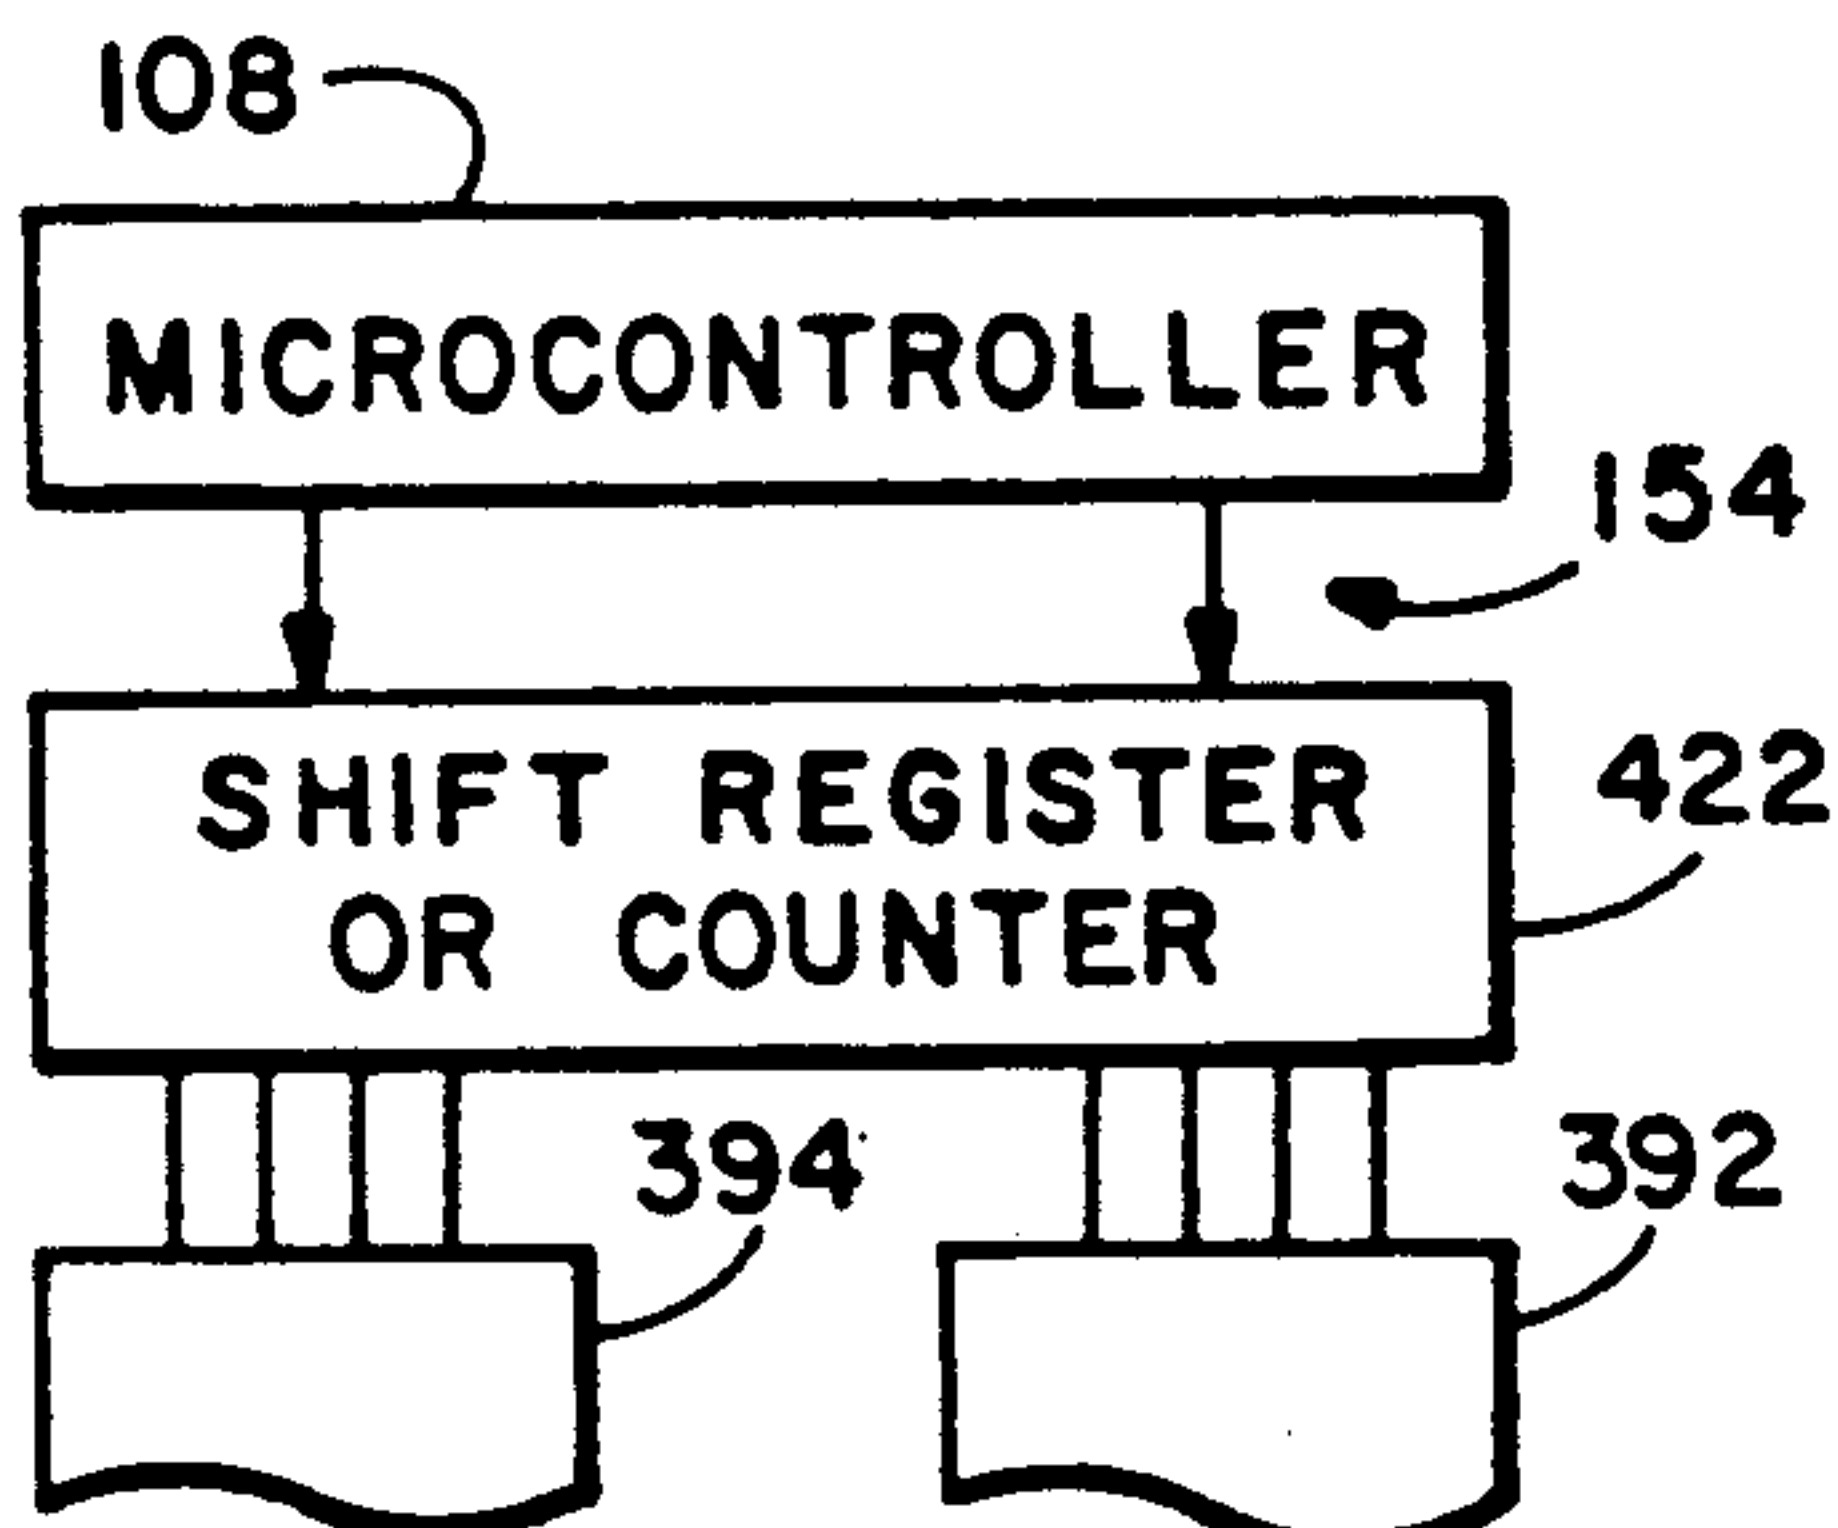 108
MICROCONTROLLER
154
SHIFT REGISTER
OR COUNTER
422
394
392